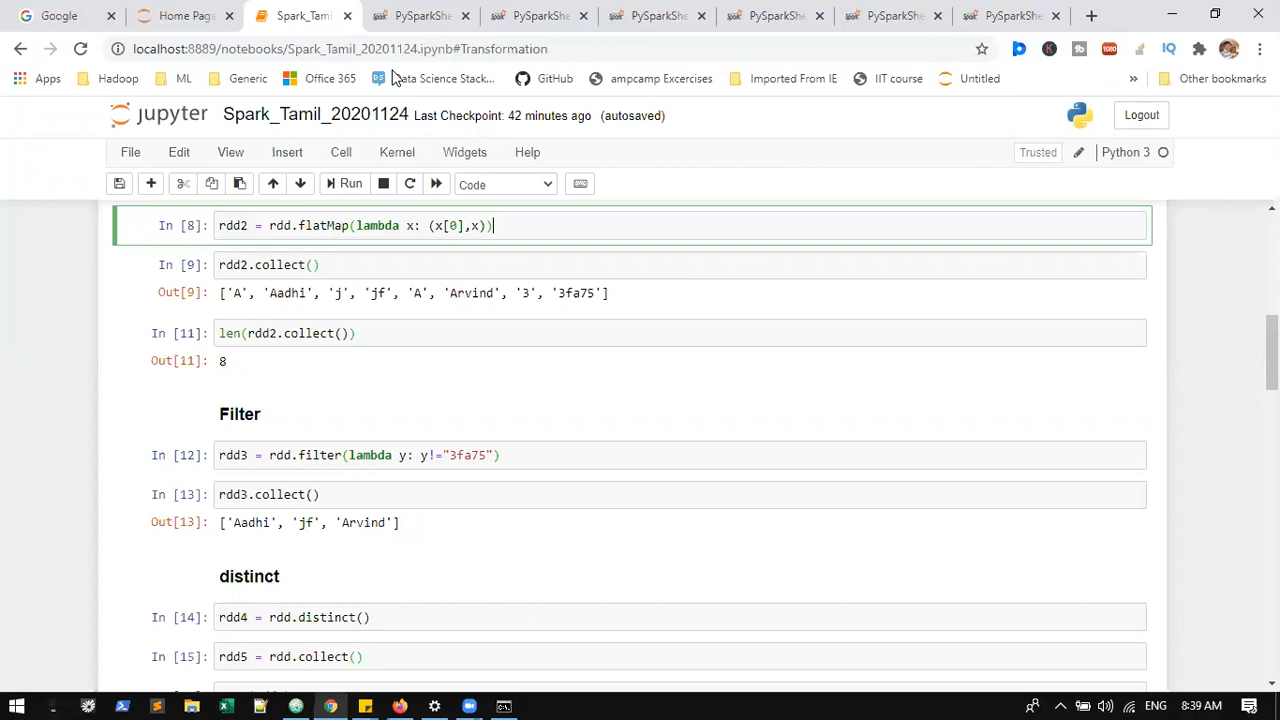 Google
Home Page
Spark_Tami
PySparkShe
PySparkShe
PySparkShe
PySparkShe
PySparkShe
PySparkShe
localhost:8889/notebooks/Spark_Tamil_20201124.ipynb#Transformation
Apps
Hadoop
ML
Generic
Office 365
Data Science Stack...
GitHub
ampcamp Excercises
Imported From IE
IIT course
Untitled
»
Other bookmarks
jupyter Spark_Tamil_20201124 Last Checkpoint: 42 minutes ago (autosaved)
Logout
File Edit View Insert Cell Kernel Widgets Help
Trusted
Python 3
Run
Code
In [8]: rdd2 = rdd.flatMap(lambda x: (x[0],x))
In [9]: rdd2.collect()
Out[9]: ['A', 'Aadhi', 'j', 'jf', 'A', 'Arvind', '3', '3fa75']
In [11]: len(rdd2.collect())
Out[11]: 8
Filter
In [12]: rdd3 = rdd.filter(lambda y: y!="3fa75")
In [13]: rdd3.collect()
Out[13]: ['Aadhi', 'jf', 'Arvind']
distinct
In [14]: rdd4 = rdd.distinct()
In [15]: rdd5 = rdd.collect()
ENG
8:39 AM